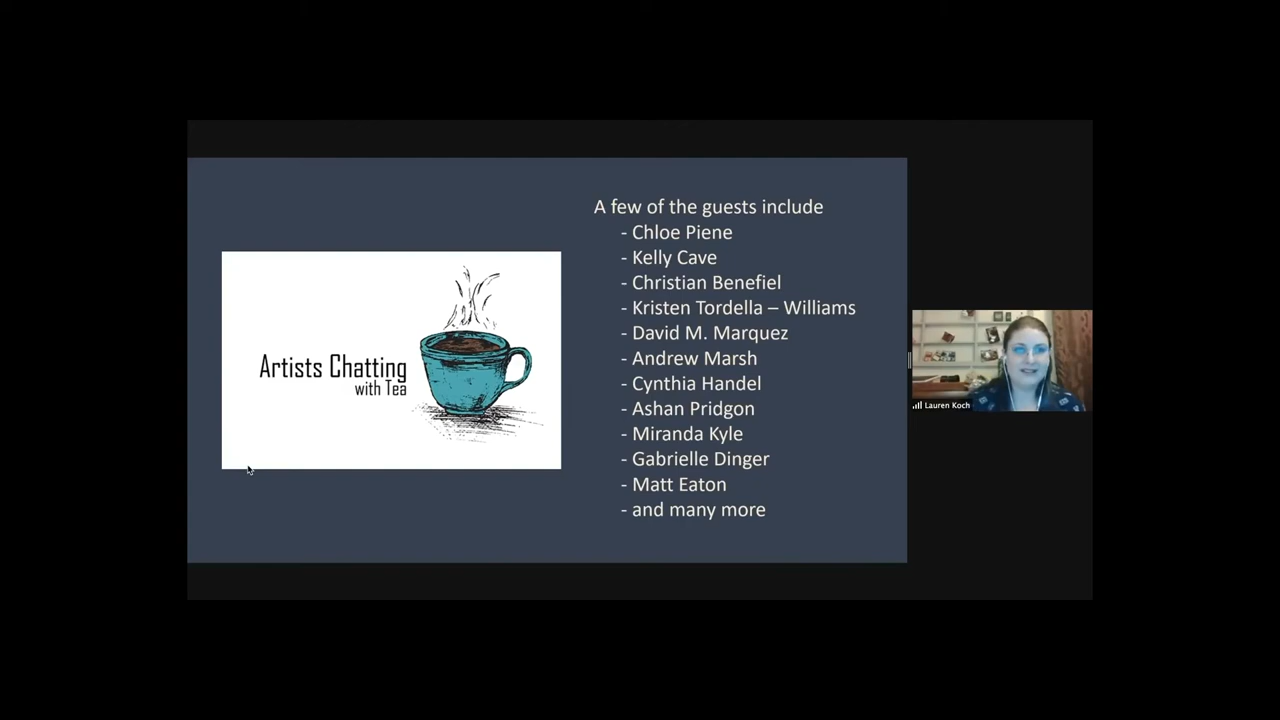 A few of the guests include
- Chloe Piene
- Kelly Cave
- Christian Benefiel
- Kristen Tordella – Williams
- David M. Marquez
- Andrew Marsh
- Cynthia Handel
- Ashan Pridgon
- Miranda Kyle
- Gabrielle Dinger
- Matt Eaton
- and many more
Artists Chatting
with Tea
Lauren Koch